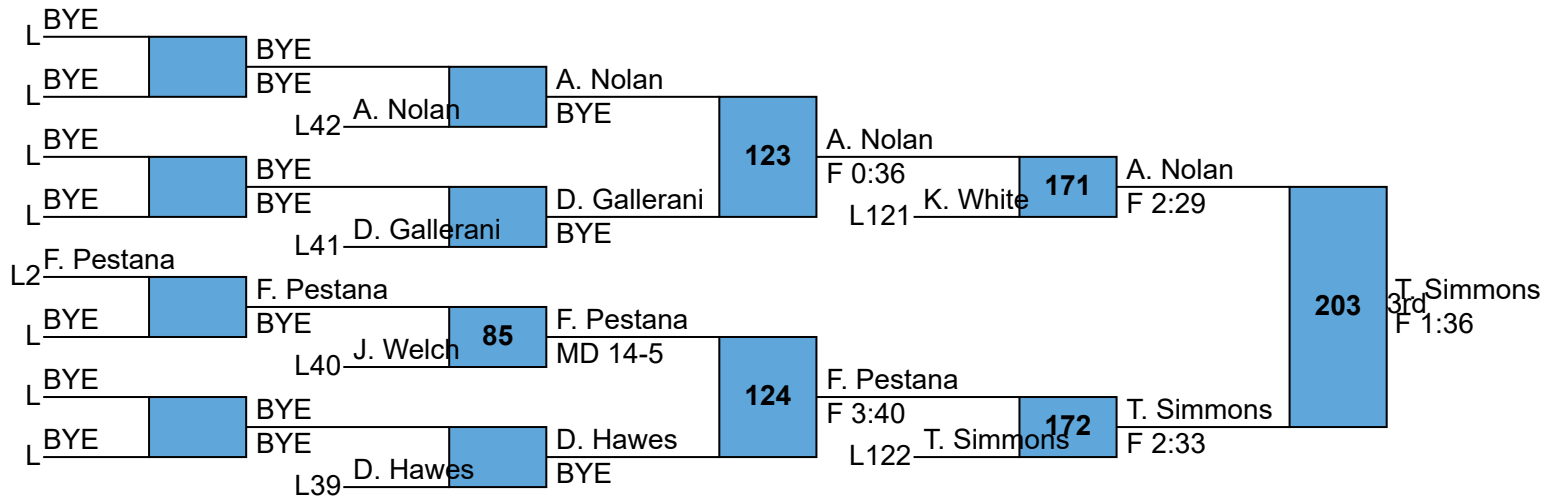 BYE
L
BYE
BYE
BYE
L
A. Nolan
L42
A. Nolan
BYE
BYE
L
BYE
BYE
BYE
L
D. Gallerani
L41
D. Gallerani
BYE
123
A. Nolan
F 0:36
K. White
L121
171
A. Nolan
F 2:29
F. Pestana
L2
F. Pestana
BYE
BYE
L
J. Welch
L40
85
F. Pestana
MD 14-5
BYE
L
BYE
BYE
BYE
L
D. Hawes
L39
D. Hawes
BYE
124
F. Pestana
F 3:40
T. Simmons
L122
172
T. Simmons
F 2:33
203
3rd
T. Simmons
F 1:36